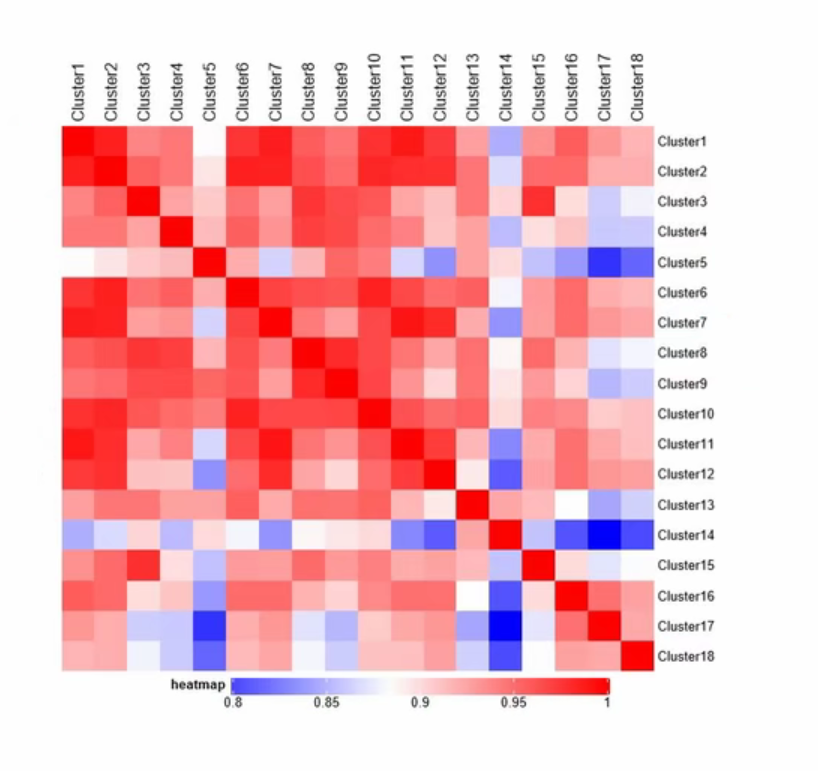 Cluster1
Cluster2
Cluster3
Cluster4
Cluster5
Cluster6
Cluster7
Cluster8
Cluster9
Cluster10
Cluster11
Cluster12
Cluster13
Cluster14
Cluster15
Cluster16
Cluster17
Cluster18
Cluster1
Cluster2
Cluster3
Cluster4
Cluster5
Cluster6
Cluster7
Cluster8
Cluster9
Cluster10
Cluster11
Cluster12
Cluster13
Cluster14
Cluster15
Cluster16
Cluster17
Cluster18
heatmap
0.8 0.85 0.9 0.95 1